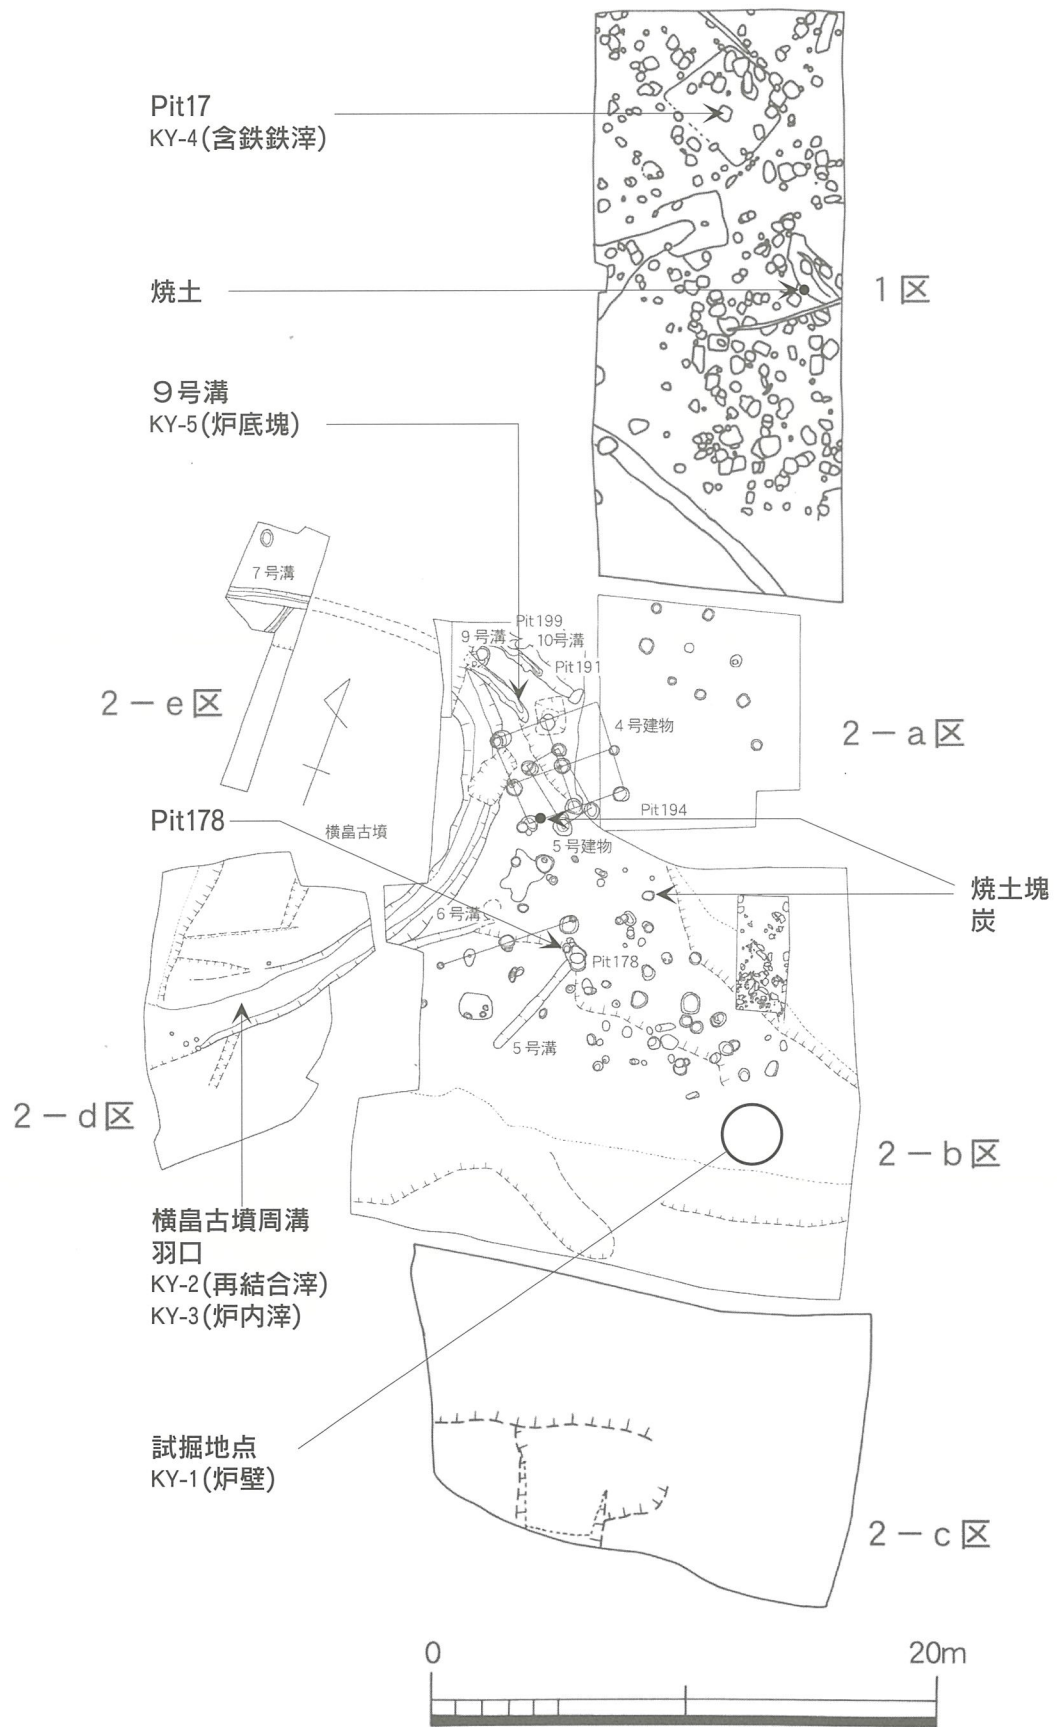 Pit17
KY-4(含鉄鉄滓)
焼土
1区
9号溝
KY-5(炉底塊)
7号溝
Pit199
9号溝
10号溝
Pit191
2-e区
4号建物
2-a区
Pit178
横畠古墳
Pit194
5号建物
焼土塊
炭
6号溝
Pit178
5号溝
2-d区
2-b区
横畠古墳周溝
羽口
KY-2(再結合滓)
KY-3(炉内滓)
試掘地点
KY-1(炉壁)
2-c区
0 20m